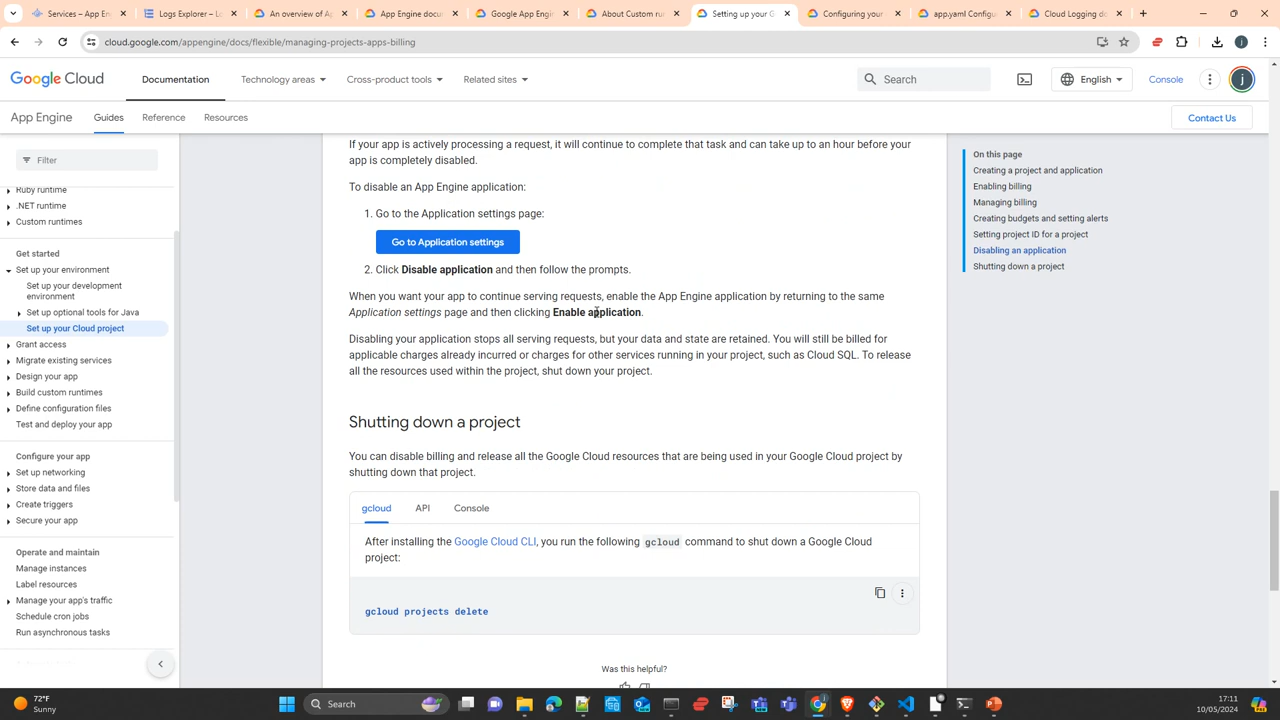 Services – App En
Logs Explorer – Lo
An overview of Ap
App Engine docum
Google App Engin
About Custom run
Setting up your G
Configuring your
app.yaml Configu
Cloud Logging do
cloud.google.com/appengine/docs/flexible/managing-projects-apps-billing
Google Cloud
Documentation
Technology areas
Cross-product tools
Related sites
Search
English
Console
j
App Engine
Guides
Reference
Resources
Contact Us
Filter
Ruby runtime
.NET runtime
Custom runtimes
Get started
Set up your environment
Set up your development
environment
Set up optional tools for Java
Set up your Cloud project
Grant access
Migrate existing services
Design your app
Build custom runtimes
Define configuration files
Test and deploy your app
Configure your app
Set up networking
Store data and files
Create triggers
Secure your app
Operate and maintain
Manage instances
Label resources
Manage your app's traffic
Schedule cron jobs
Run asynchronous tasks
If your app is actively processing a request, it will continue to complete that task and can take up to an hour before your
app is completely disabled.
To disable an App Engine application:
1. Go to the Application settings page:
Go to Application settings
2. Click Disable application and then follow the prompts.
When you want your app to continue serving requests, enable the App Engine application by returning to the same
Application settings page and then clicking Enable application.
Disabling your application stops all serving requests, but your data and state are retained. You will still be billed for
applicable charges already incurred or charges for other services running in your project, such as Cloud SQL. To release
all the resources used within the project, shut down your project.
Shutting down a project
You can disable billing and release all the Google Cloud resources that are being used in your Google Cloud project by
shutting down that project.
gcloud
API
Console
After installing the Google Cloud CLI, you run the following gcloud command to shut down a Google Cloud
project:
gcloud projects delete
Was this helpful?
On this page
Creating a project and application
Enabling billing
Managing billing
Creating budgets and setting alerts
Setting project ID for a project
Disabling an application
Shutting down a project
72°F
Sunny
Search
17:11
10/05/2024